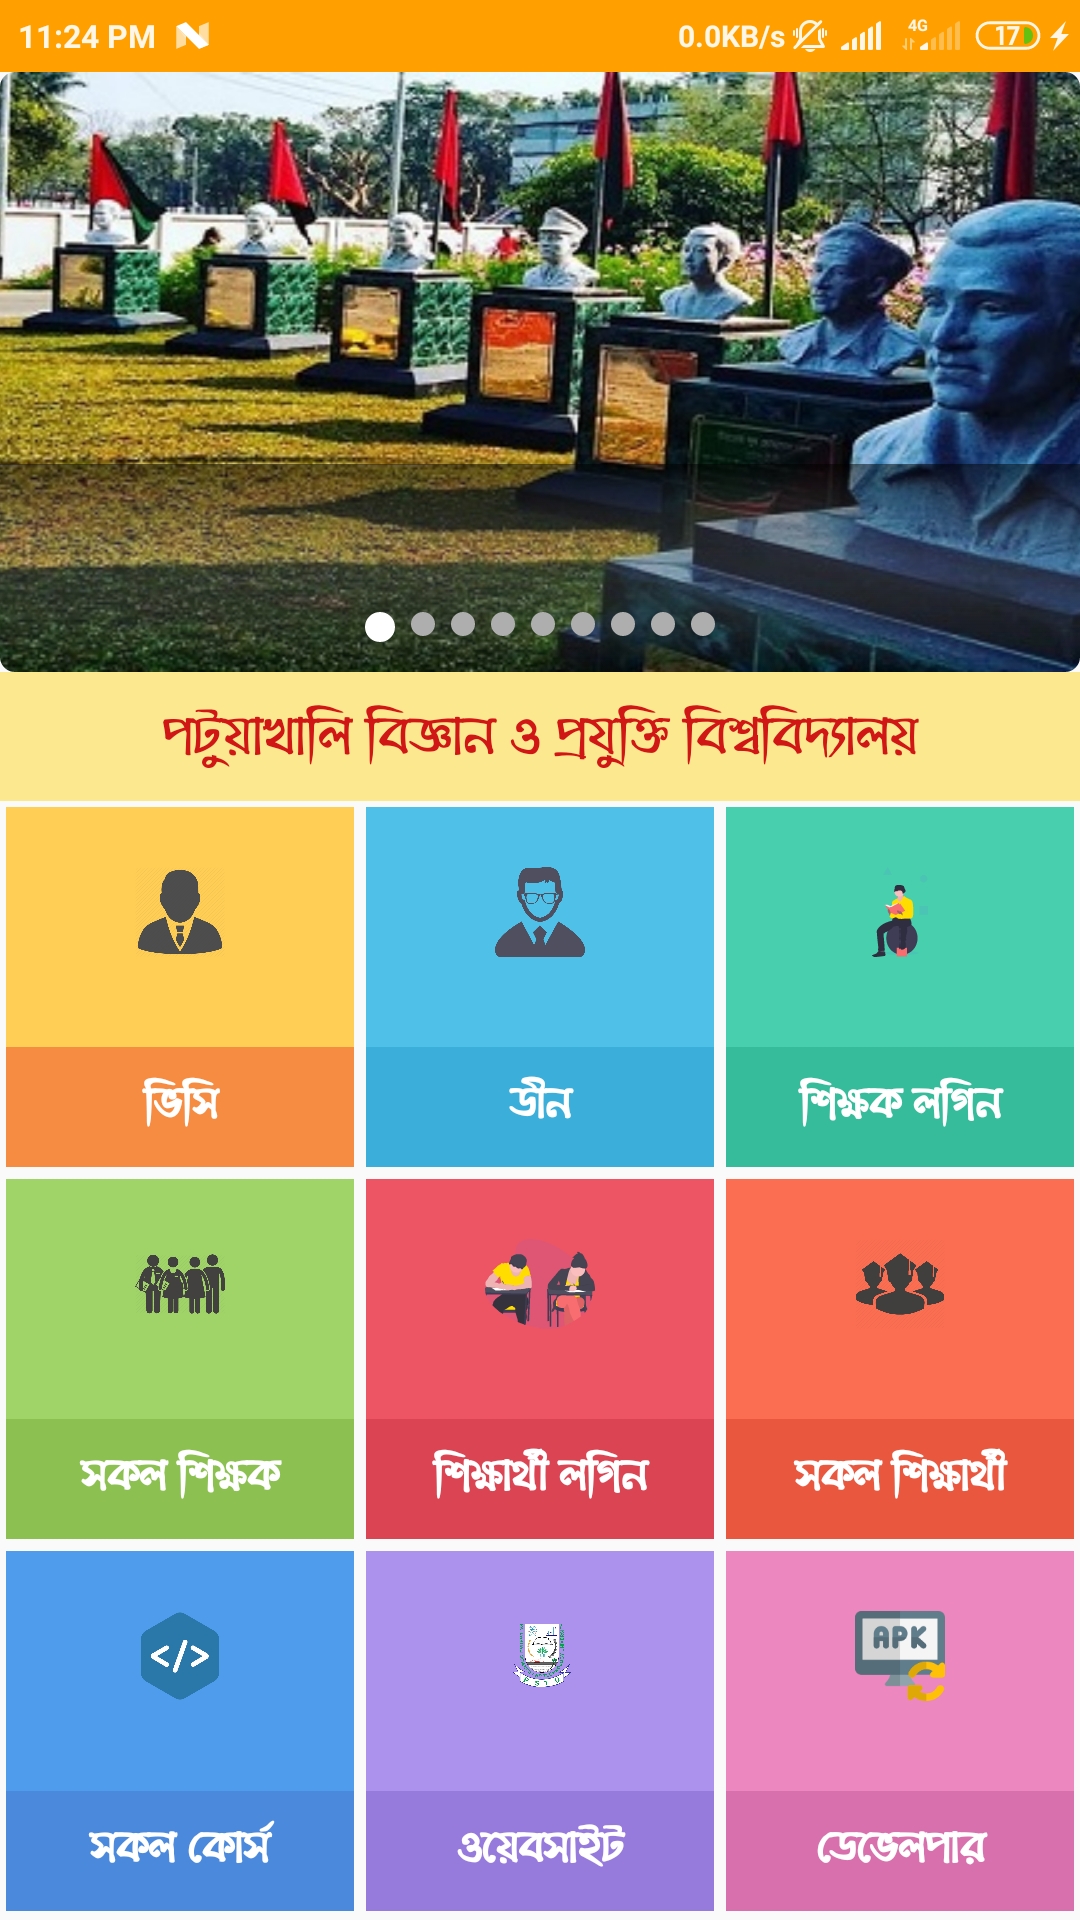 11:24 PM 0.0KB/s 4G 17
পটুয়াখালি বিজ্ঞান ও প্রযুক্তি বিশ্ববিদ্যালয়
ভিসি ডীন শিক্ষক লগিন
সকল শিক্ষক শিক্ষার্থী লগিন সকল শিক্ষার্থী
</>
APK
সকল কোর্স ওয়েবসাইট ডেভেলপার